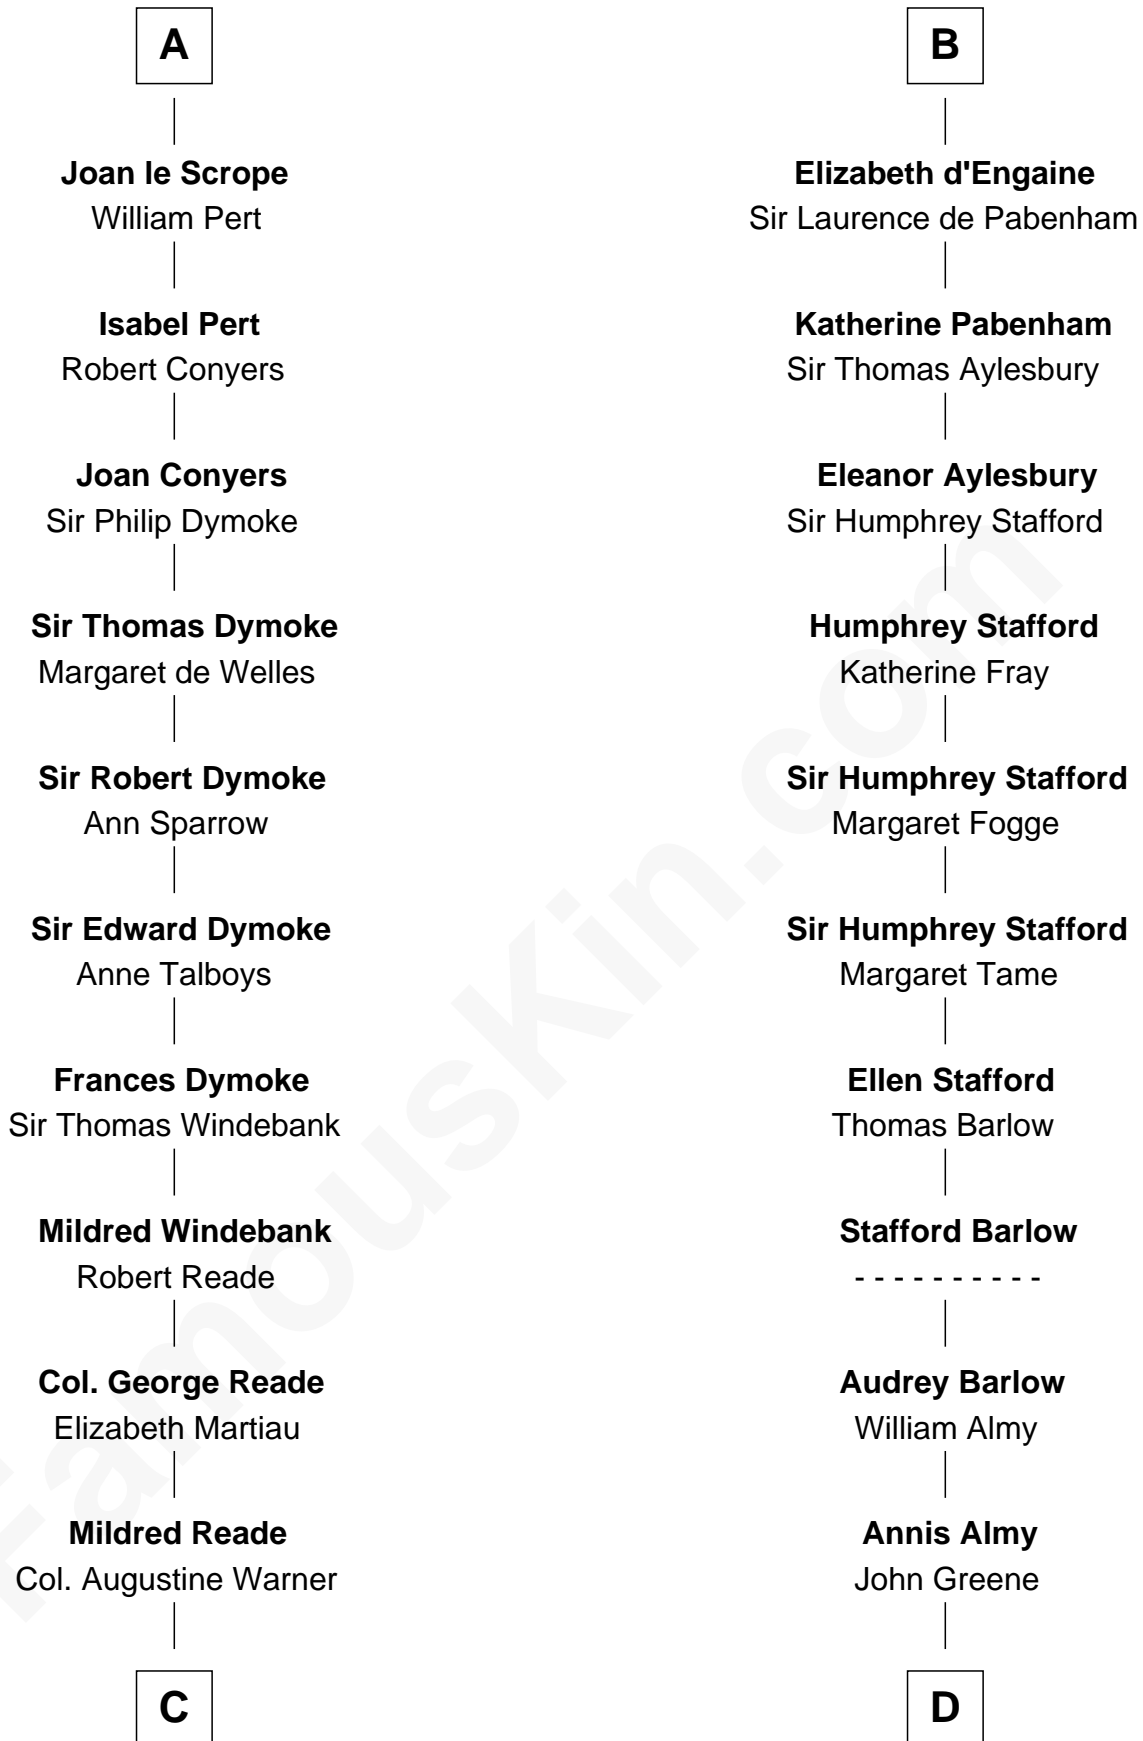 A
Joan le Scrope
William Pert
Isabel Pert
Robert Conyers
Joan Conyers
Sir Philip Dymoke
Sir Thomas Dymoke
Margaret de Welles
Sir Robert Dymoke
Ann Sparrow
Sir Edward Dymoke
Anne Talboys
Frances Dymoke
Sir Thomas Windebank
Mildred Windebank
Robert Reade
Col. George Reade
Elizabeth Martiau
Mildred Reade
Col. Augustine Warner
C
B
Elizabeth d'Engaine
Sir Laurence de Pabenham
Katherine Pabenham
Sir Thomas Aylesbury
Eleanor Aylesbury
Sir Humphrey Stafford
Humphrey Stafford
Katherine Fray
Sir Humphrey Stafford
Margaret Fogge
Sir Humphrey Stafford
Margaret Tame
Ellen Stafford
Thomas Barlow
Stafford Barlow
- - - - - - - - - -
Audrey Barlow
William Almy
Annis Almy
John Greene
D
FamousKin.com